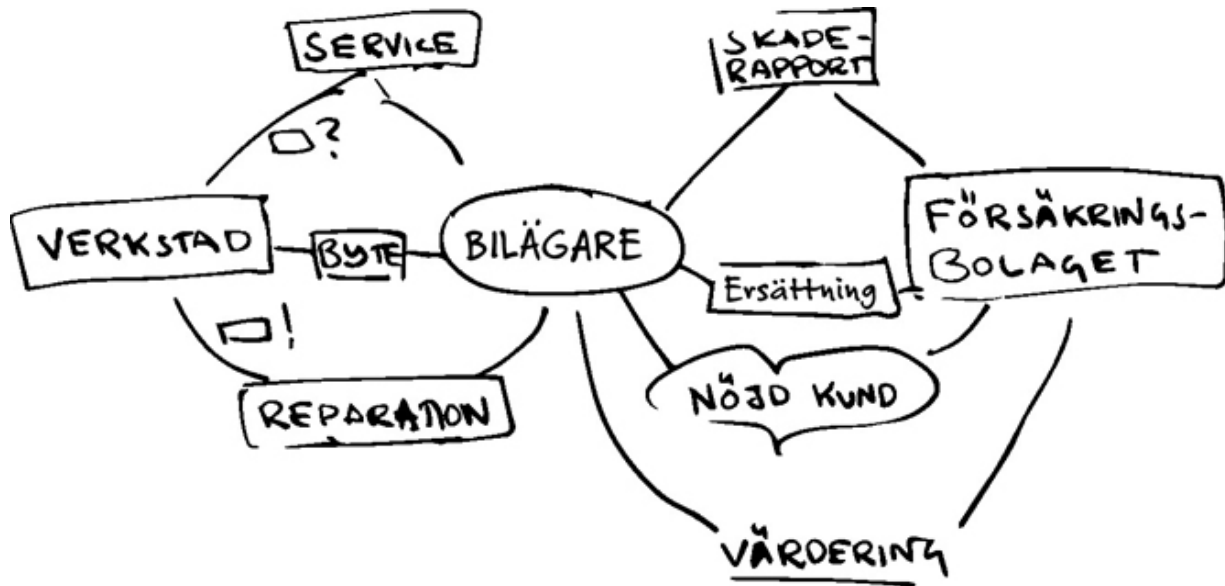 SERVICE
SKADE-
RAPPORT
?
VERKSTAD
BYTE
BILÄGARE
FÖRSÄKRINGS-
BOLAGET
Ersättning
!
REPARATION
NÖJD KUND
VÄRDERING